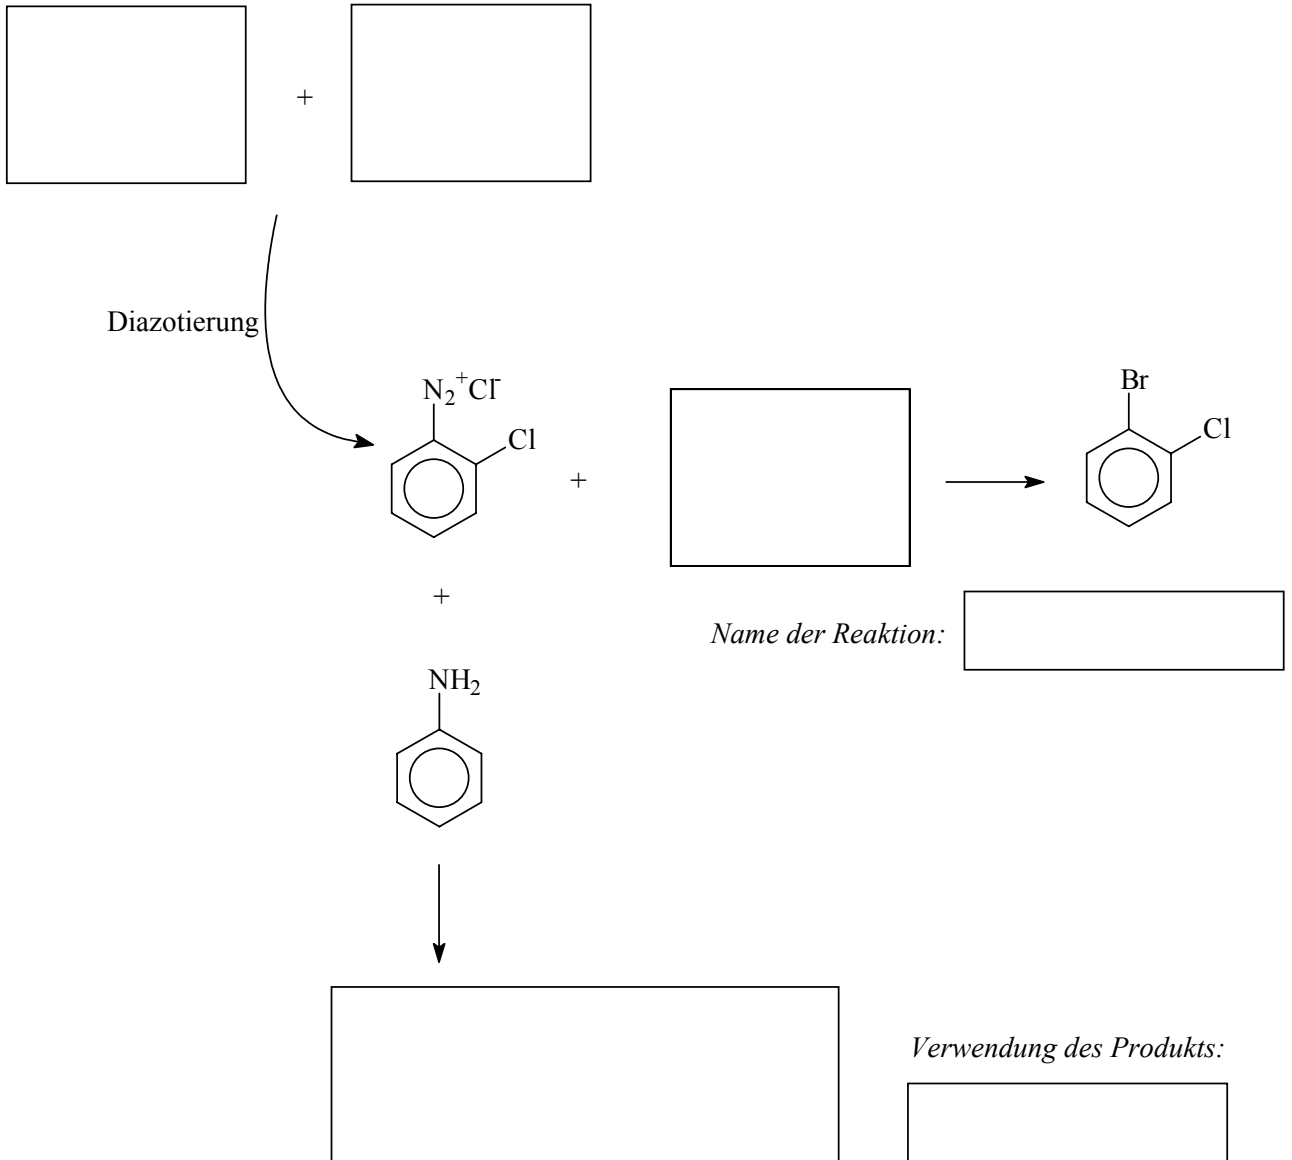 +
Diazotierung
N₂⁺Cl⁻
Cl
+
Br
Cl
+
Name der Reaktion:
NH₂
Verwendung des Produkts: